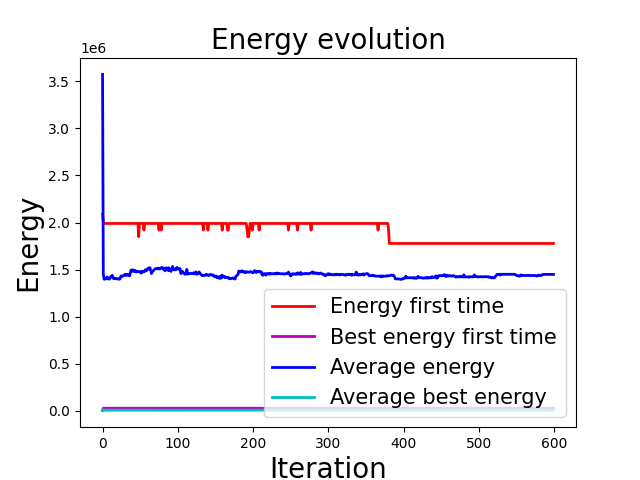 Energy evolution
1e6
3.5
3.0
2.5
2.0
1.5
1.0
0.5
0.0
Energy
Energy first time
Best energy first time
Average energy
Average best energy
0 100 200 300 400 500 600
Iteration